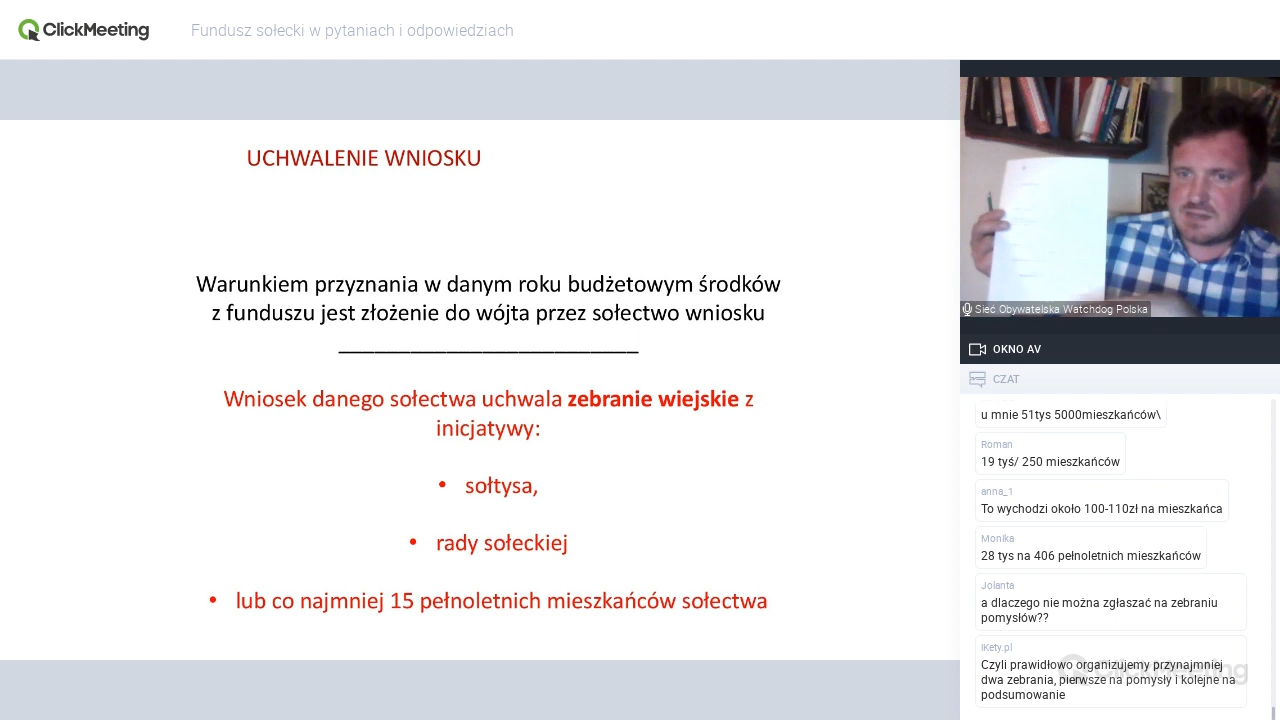 ClickMeeting
Fundusz sołecki w pytaniach i odpowiedziach
UCHWALENIE WNIOSKU
Warunkiem przyznania w danym roku budżetowym środków
z funduszu jest złożenie do wójta przez sołectwo wniosku
_________________________
Wniosek danego sołectwa uchwala zebranie wiejskie z
inicjatywy:
• sołtysa,
• rady sołeckiej
• lub co najmniej 15 pełnoletnich mieszkańców sołectwa
Sieć Obywatelska Watchdog Polska
OKNO AV
CZAT
u mnie 51tys 5000mieszkańców\
Roman
19 tyś/ 250 mieszkańców
anna_1
To wychodzi około 100-110zł na mieszkańca
Monika
28 tys na 406 pełnoletnich mieszkańców
Jolanta
a dlaczego nie można zgłaszać na zebraniu
pomysłów??
iKety.pl
Czyli prawidłowo organizujemy przynajmniej
dwa zebrania, pierwsze na pomysły i kolejne na
podsumowanie
ClickMeeting